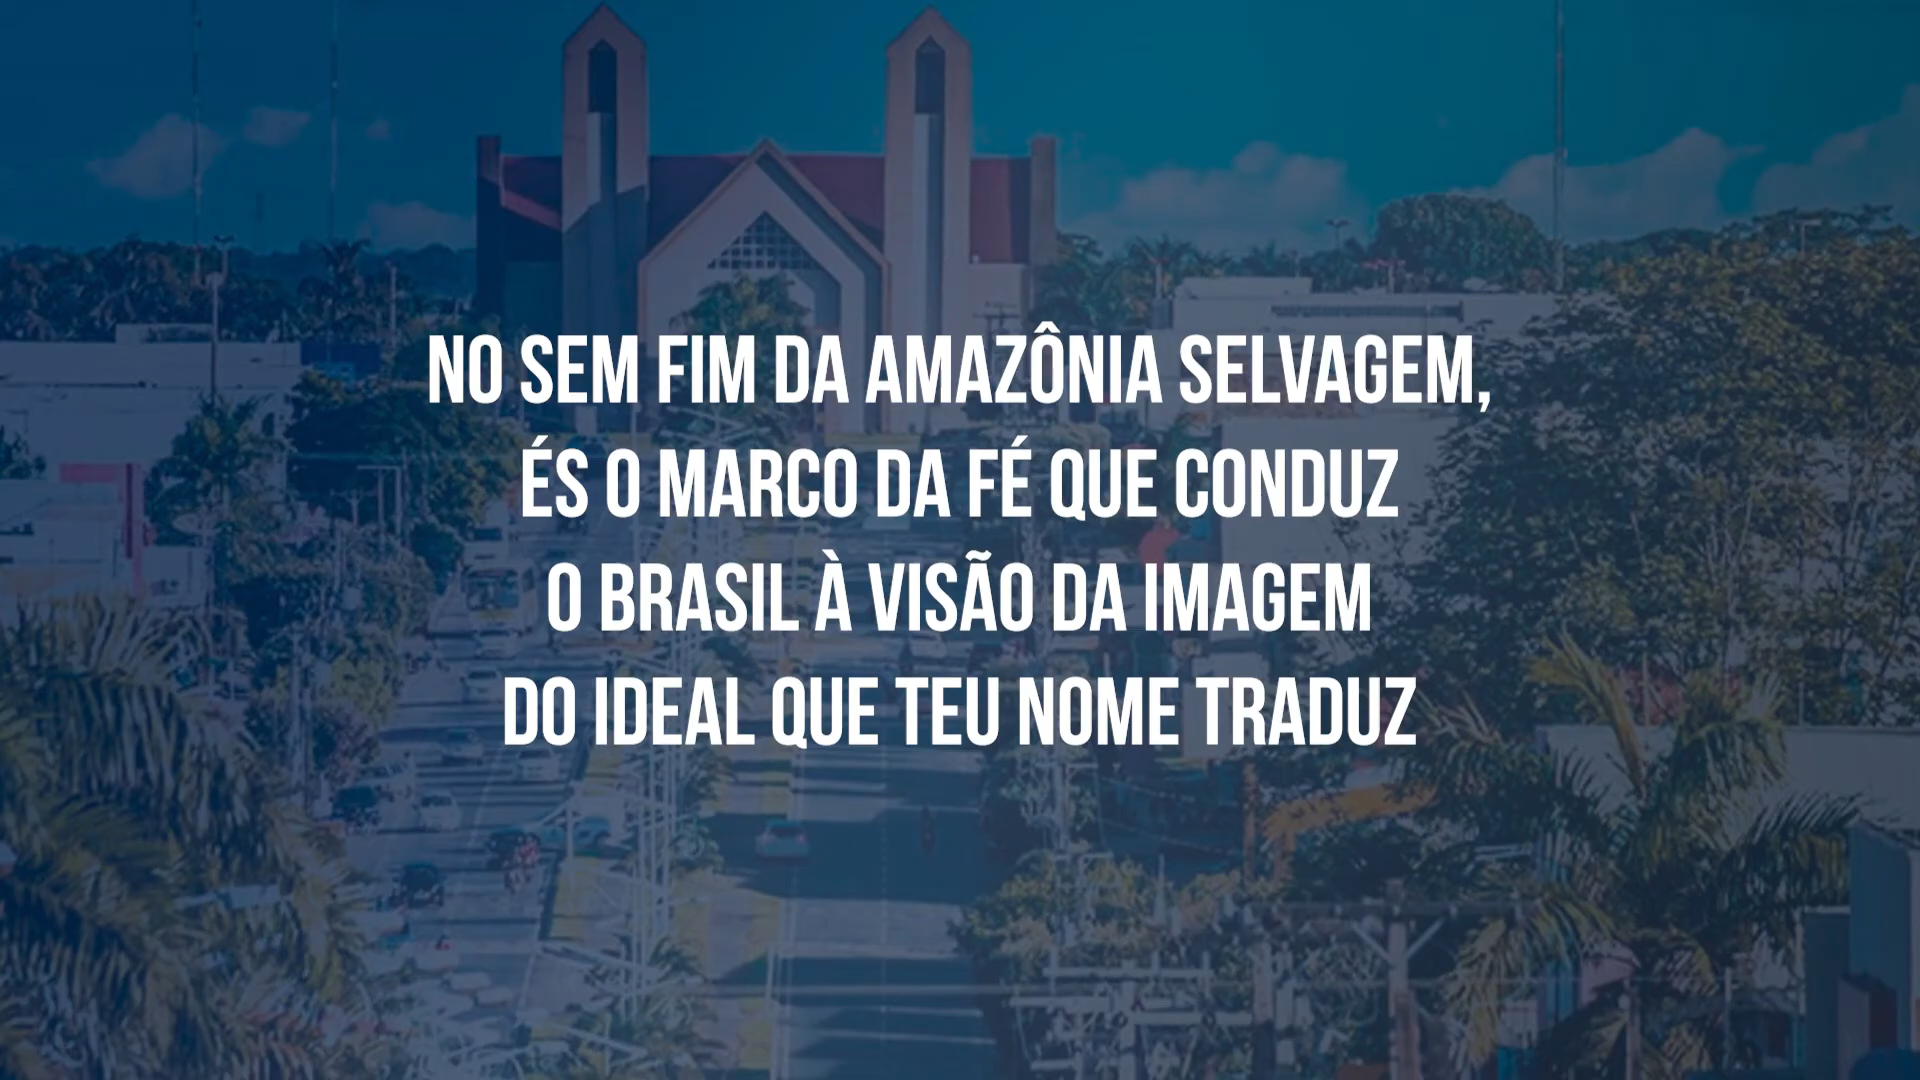 NO SEM FIM DA AMAZÔNIA SELVAGEM,
ÉS O MARCO DA FÉ QUE CONDUZ
O BRASIL À VISÃO DA IMAGEM
DO IDEAL QUE TEU NOME TRADUZ